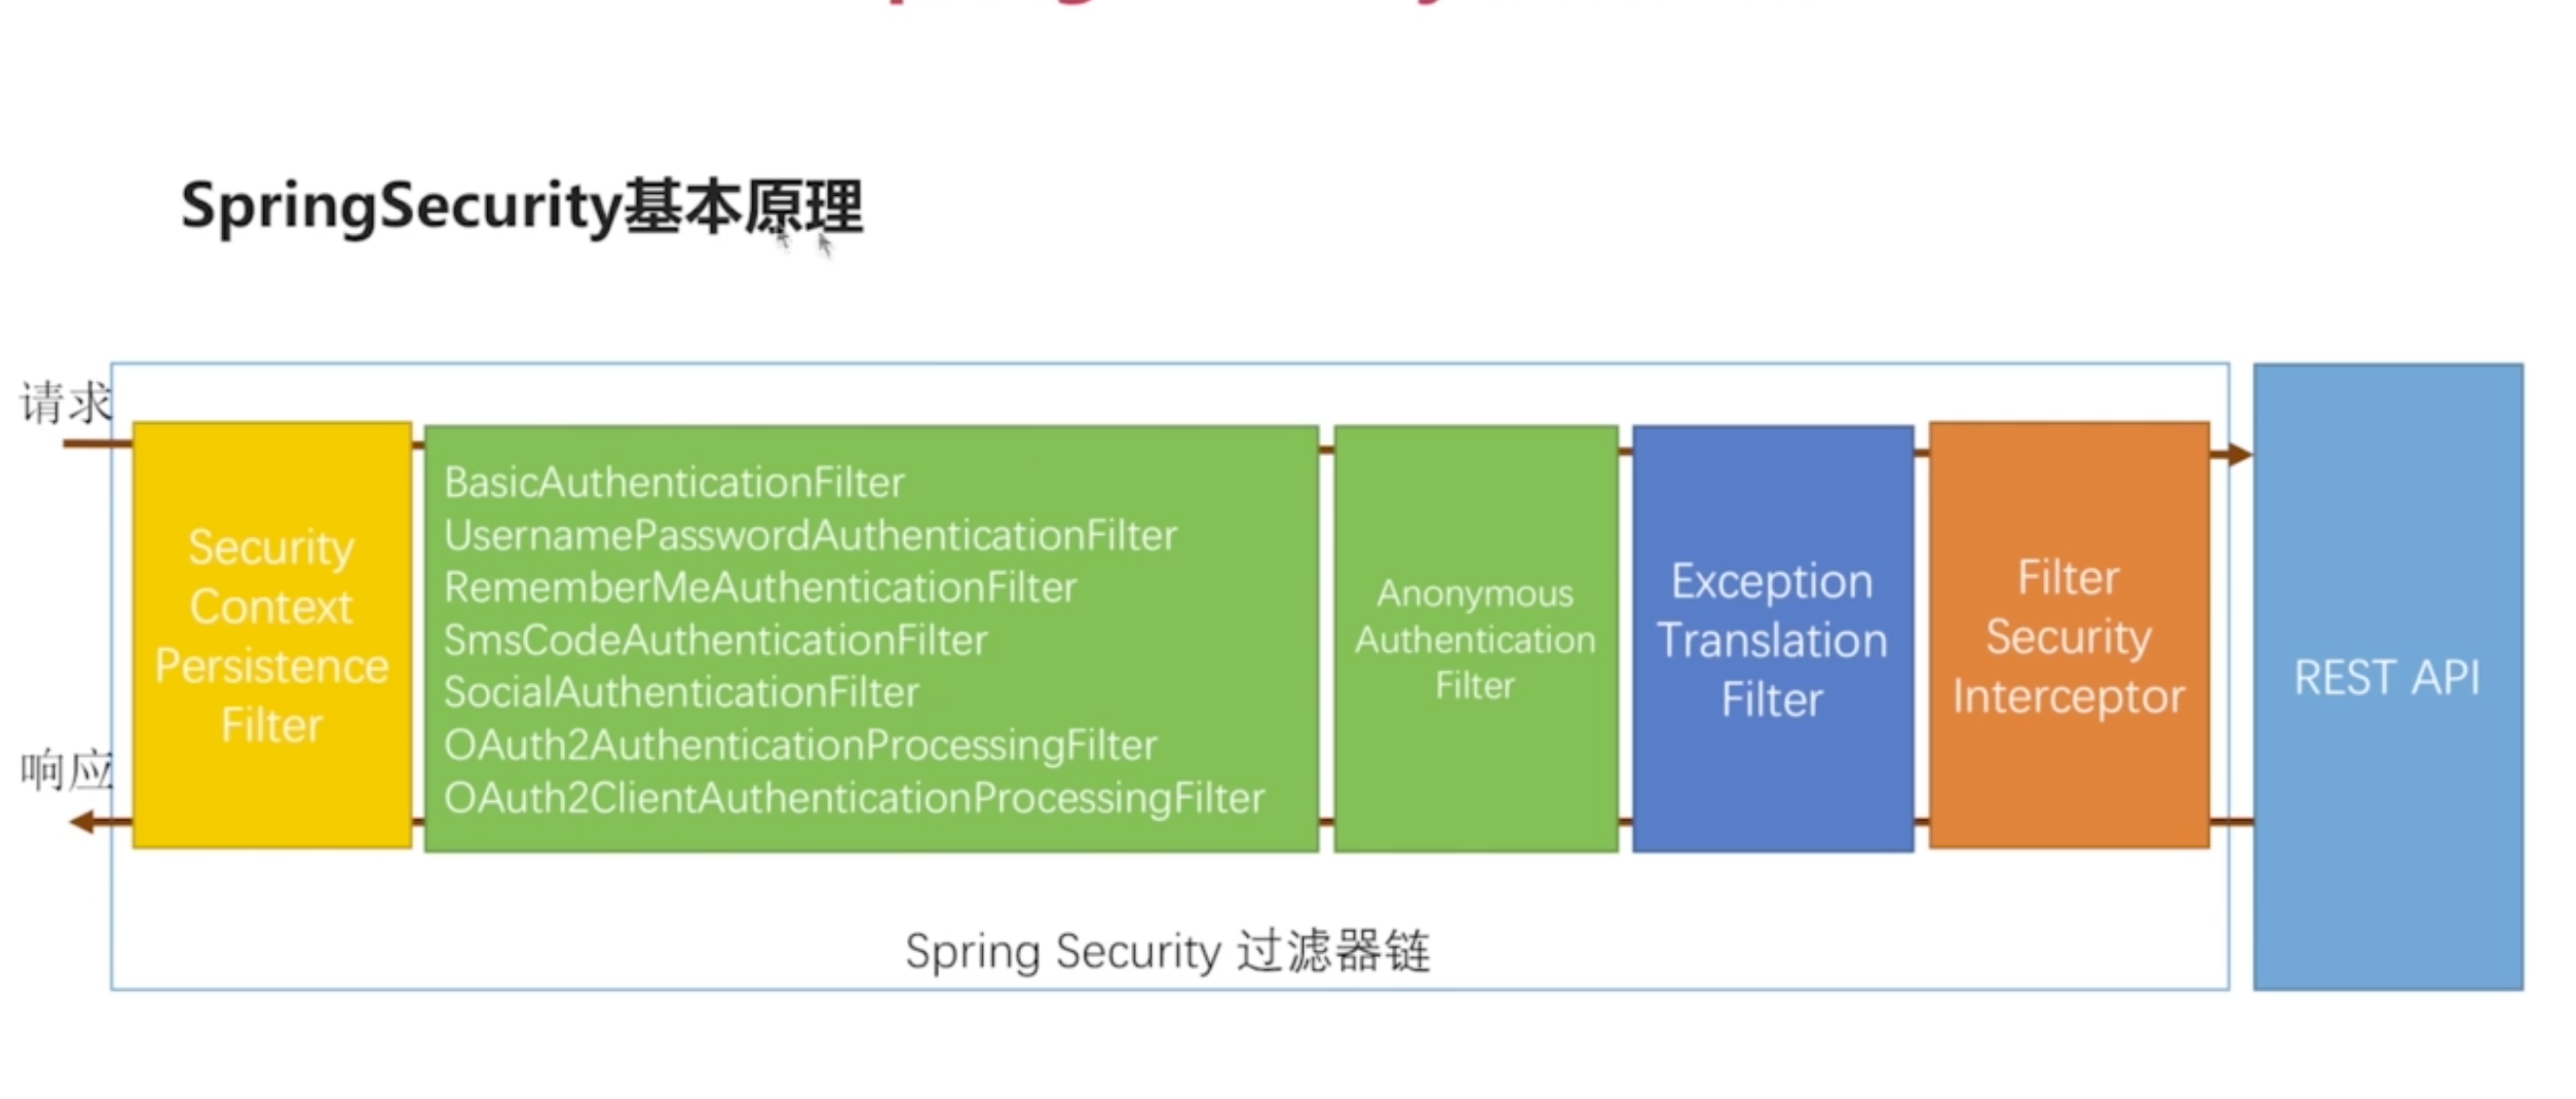 SpringSecurity基本原理
请求
响应
Security
Context
Persistence
Filter
BasicAuthenticationFilter
UsernamePasswordAuthenticationFilter
RememberMeAuthenticationFilter
SmsCodeAuthenticationFilter
SocialAuthenticationFilter
OAuth2AuthenticationProcessingFilter
OAuth2ClientAuthenticationProcessingFilter
Anonymous
Authentication
Filter
Exception
Translation
Filter
Filter
Security
Interceptor
REST API
Spring Security 过滤器链